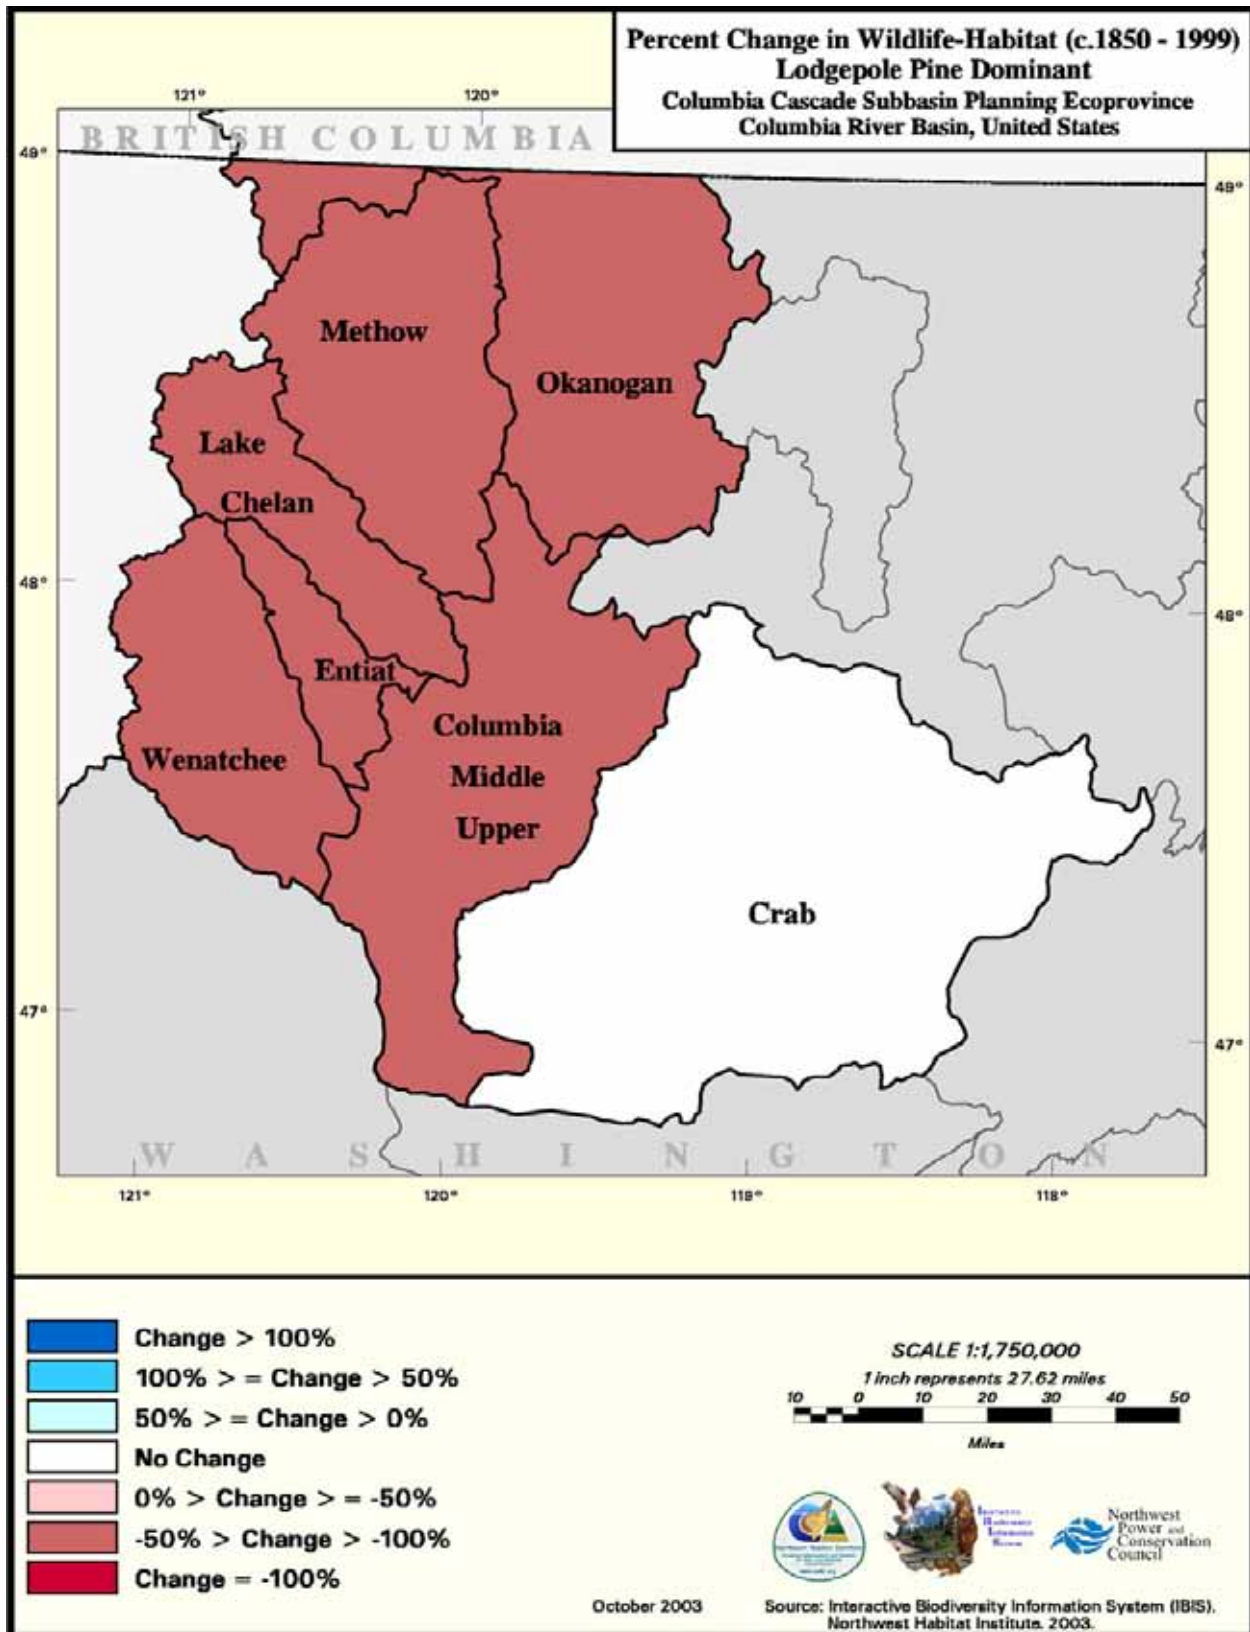 Percent Change in Wildlife-Habitat (c.1850 - 1999)
Lodgepole Pine Dominant
Columbia Cascade Subbasin Planning Ecoprovince
Columbia River Basin, United States
121°
120°
BRITISH COLUMBIA
49°
49°
Methow
Okanogan
Lake
Chelan
48°
48°
Entiat
Columbia
Middle
Upper
Wenatchee
Crab
47°
47°
WASHINGTON
121°
120°
119°
118°
Change > 100%
100% > = Change > 50%
50% > = Change > 0%
No Change
0% > Change > = -50%
-50% > Change > -100%
Change = -100%
SCALE 1:1,750,000
1 inch represents 27.62 miles
10 0 10 20 30 40 50
Miles
Interactive
Biodiversity
Information
System
Northwest
Power and
Conservation
Council
October 2003
Source: Interactive Biodiversity Information System (IBIS).
Northwest Habitat Institute. 2003.